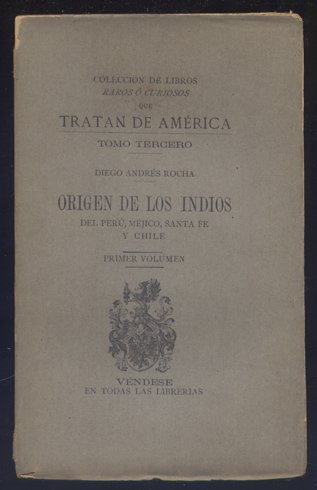 COLECCIÓN DE LIBROS
RAROS Ó CURIOSOS
QUE
TRATAN DE AMÉRICA
TOMO TERCERO
DIEGO ANDRÉS ROCHA
ORIGEN DE LOS INDIOS
DEL PERÚ, MÉJICO, SANTA FE
Y CHILE
PRIMER VOLUMEN
VÉNDESE
EN TODAS LAS LIBRERIAS